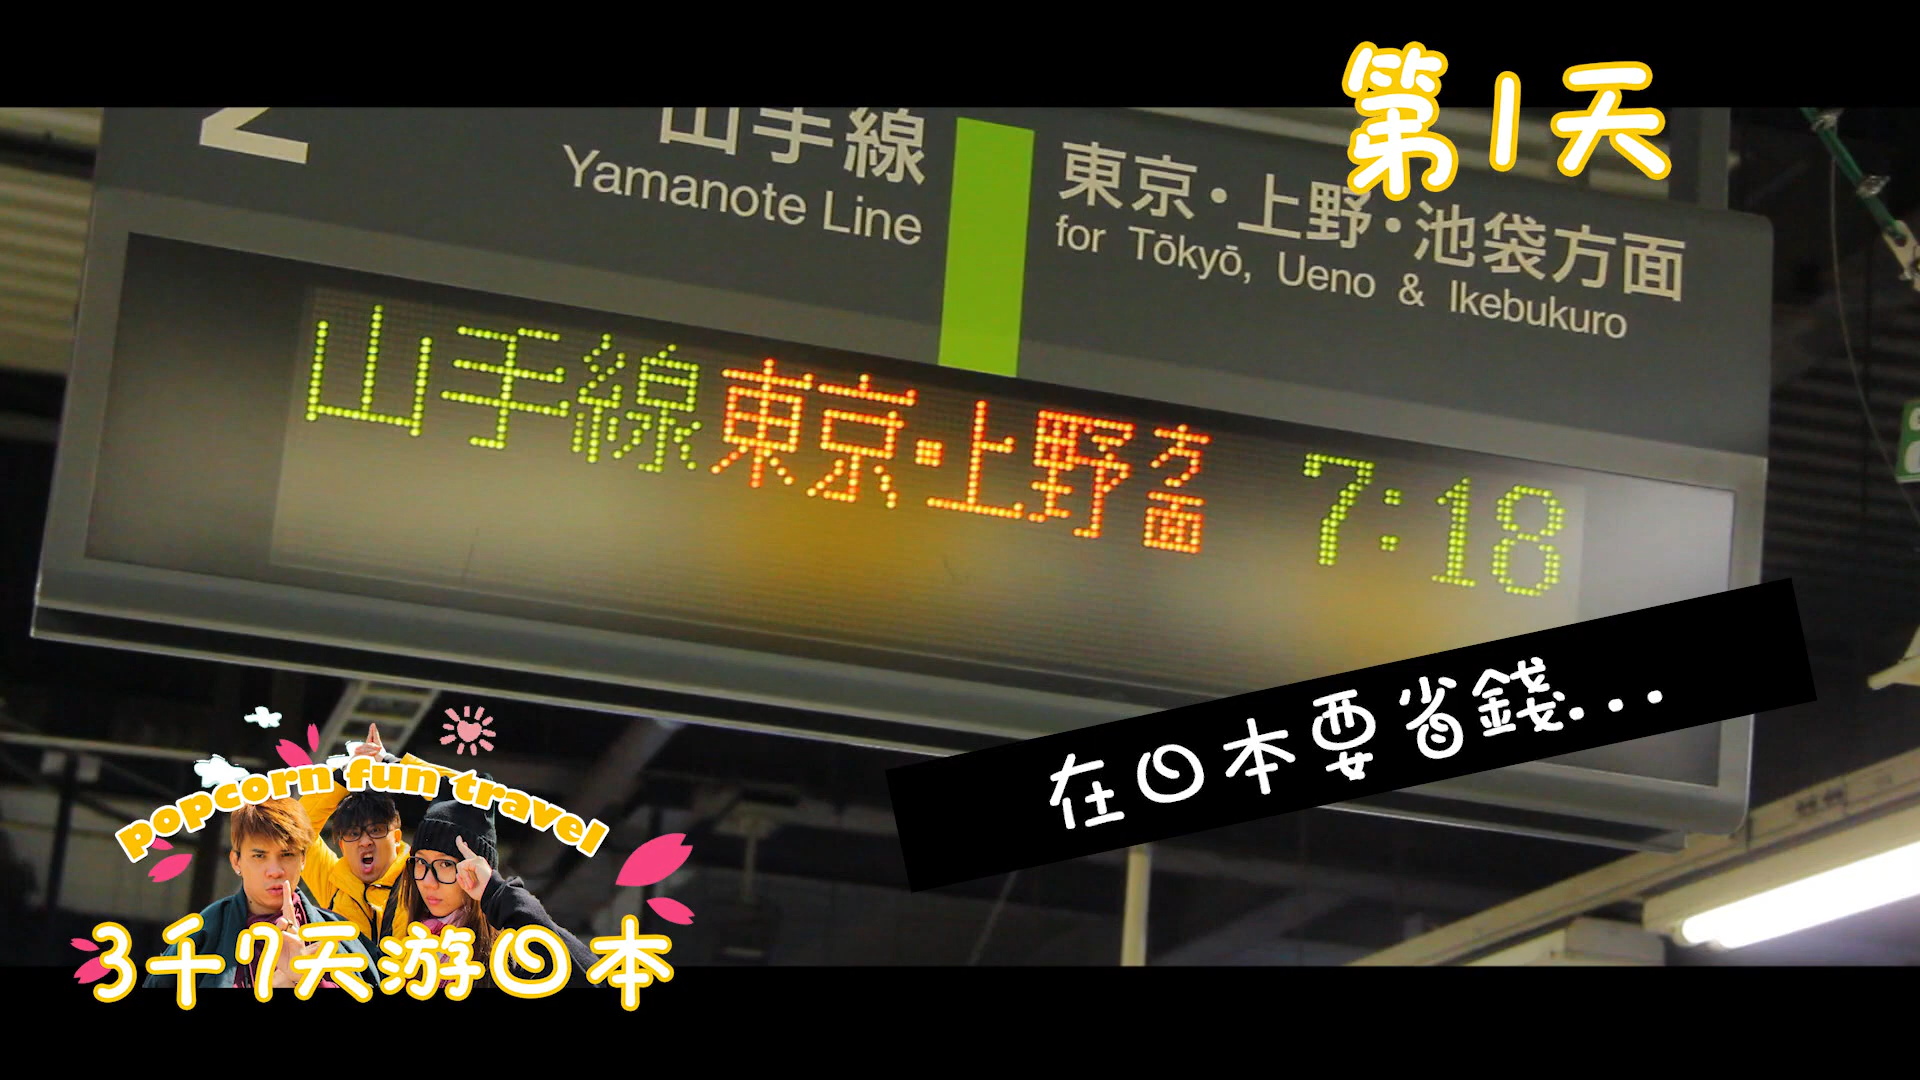 第1天
2
山手線
Yamanote Line
東京・上野・池袋方面
for Tōkyō, Ueno & Ikebukuro
山手線 東京・上野方面 7:18
在日本要省錢...
popcorn fun travel
3千7天游日本